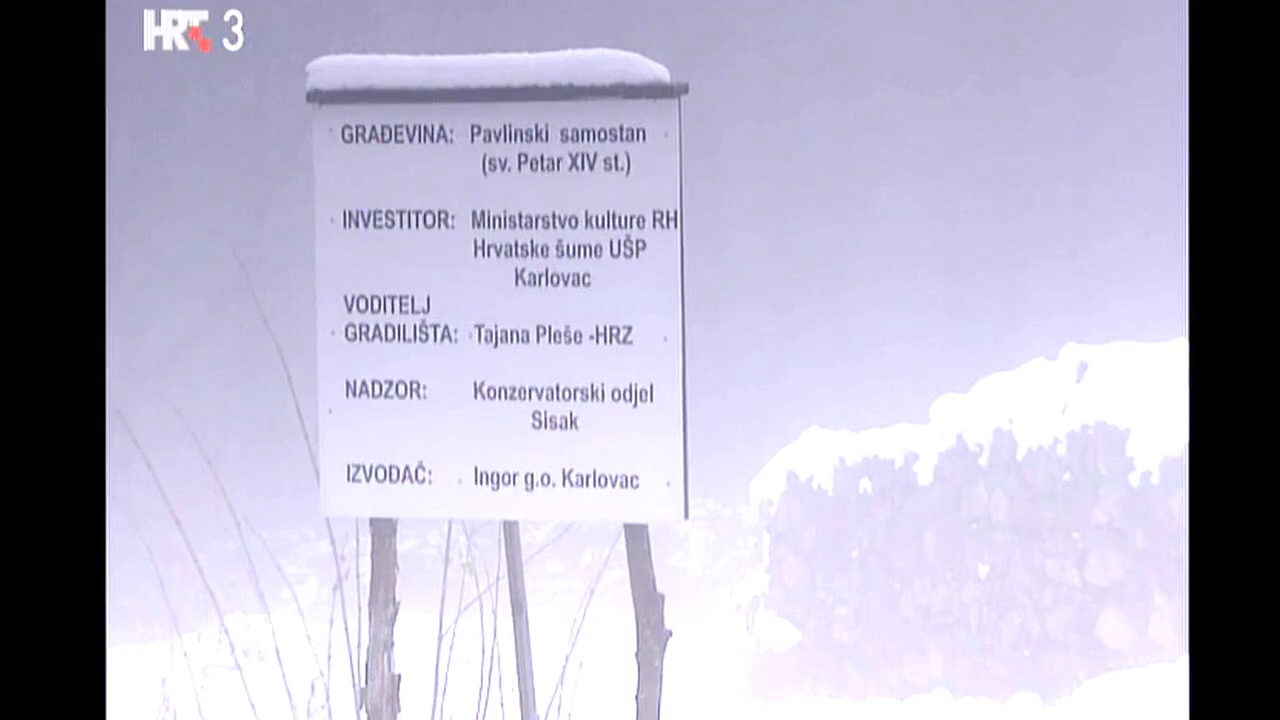 HRT 3
GRAĐEVINA: Pavlinski samostan
(sv. Petar XIV st.)
INVESTITOR: Ministarstvo kulture RH
Hrvatske šume UŠP
Karlovac
VODITELJ
GRADILIŠTA: Tajana Pleše -HRZ
NADZOR: Konzervatorski odjel
Sisak
IZVOĐAČ: Ingor g.o. Karlovac